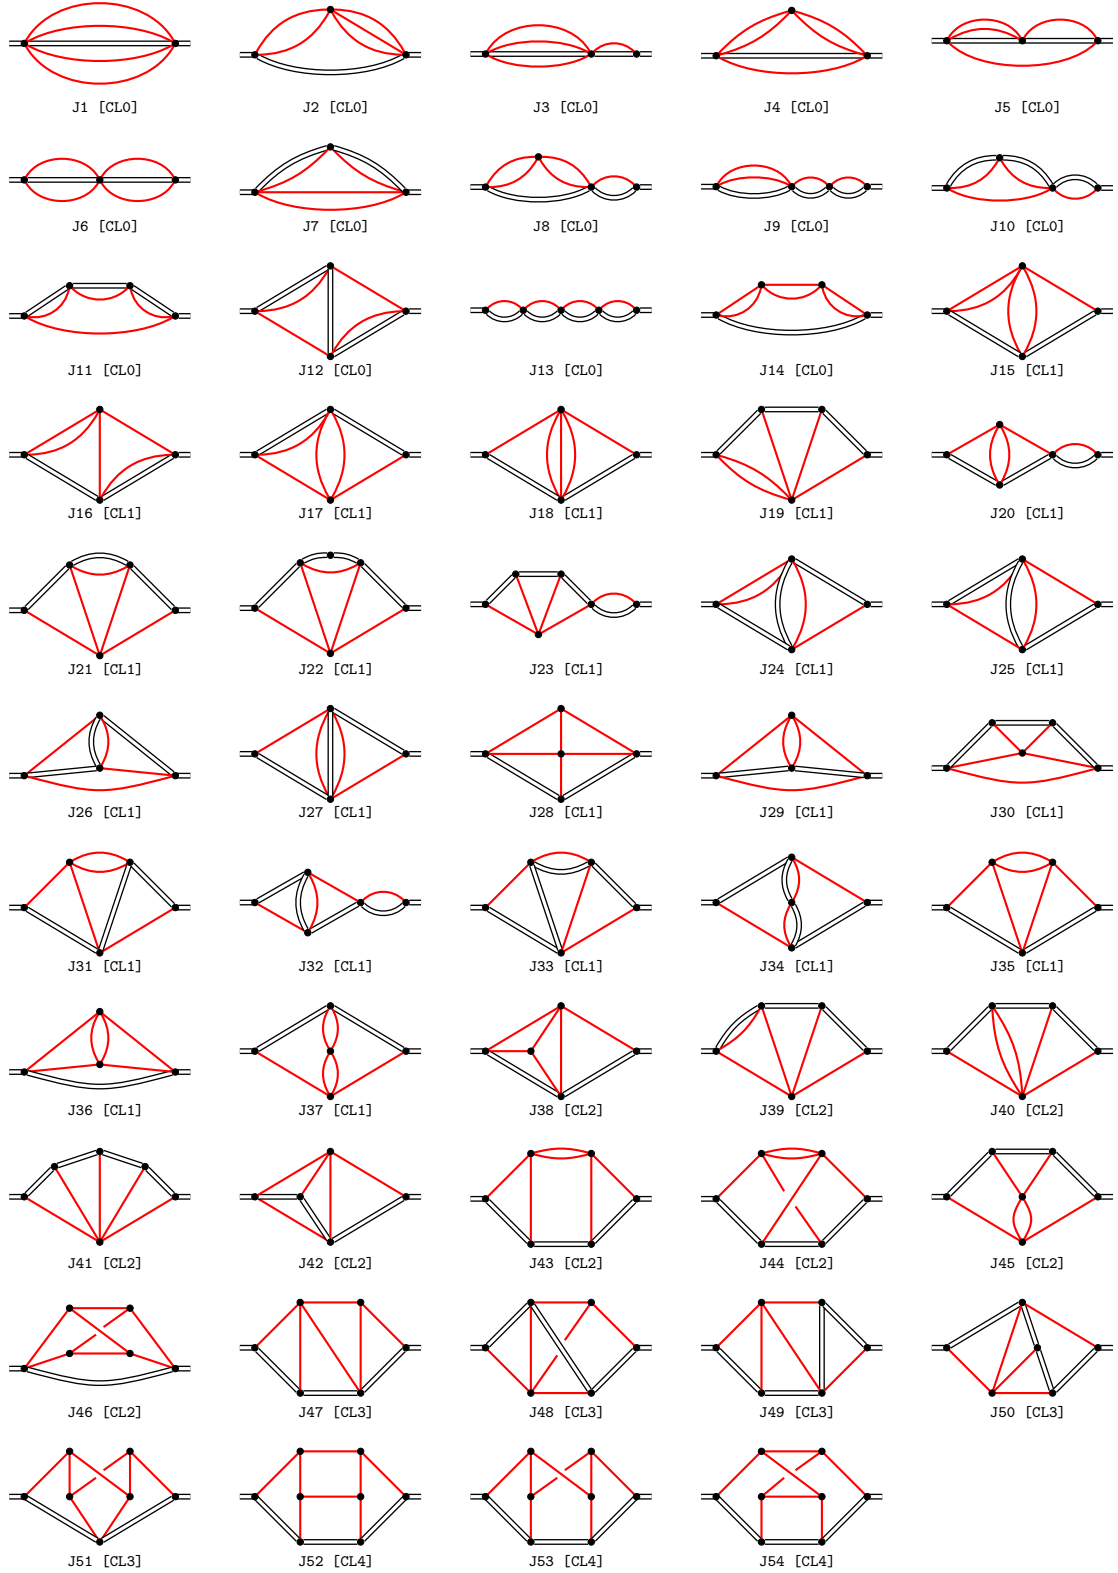 J1 [CL0] J2 [CL0] J3 [CL0] J4 [CL0] J5 [CL0]
J6 [CL0] J7 [CL0] J8 [CL0] J9 [CL0] J10 [CL0]
J11 [CL0] J12 [CL0] J13 [CL0] J14 [CL0] J15 [CL1]
J16 [CL1] J17 [CL1] J18 [CL1] J19 [CL1] J20 [CL1]
J21 [CL1] J22 [CL1] J23 [CL1] J24 [CL1] J25 [CL1]
J26 [CL1] J27 [CL1] J28 [CL1] J29 [CL1] J30 [CL1]
J31 [CL1] J32 [CL1] J33 [CL1] J34 [CL1] J35 [CL1]
J36 [CL1] J37 [CL1] J38 [CL2] J39 [CL2] J40 [CL2]
J41 [CL2] J42 [CL2] J43 [CL2] J44 [CL2] J45 [CL2]
J46 [CL2] J47 [CL3] J48 [CL3] J49 [CL3] J50 [CL3]
J51 [CL3] J52 [CL4] J53 [CL4] J54 [CL4]